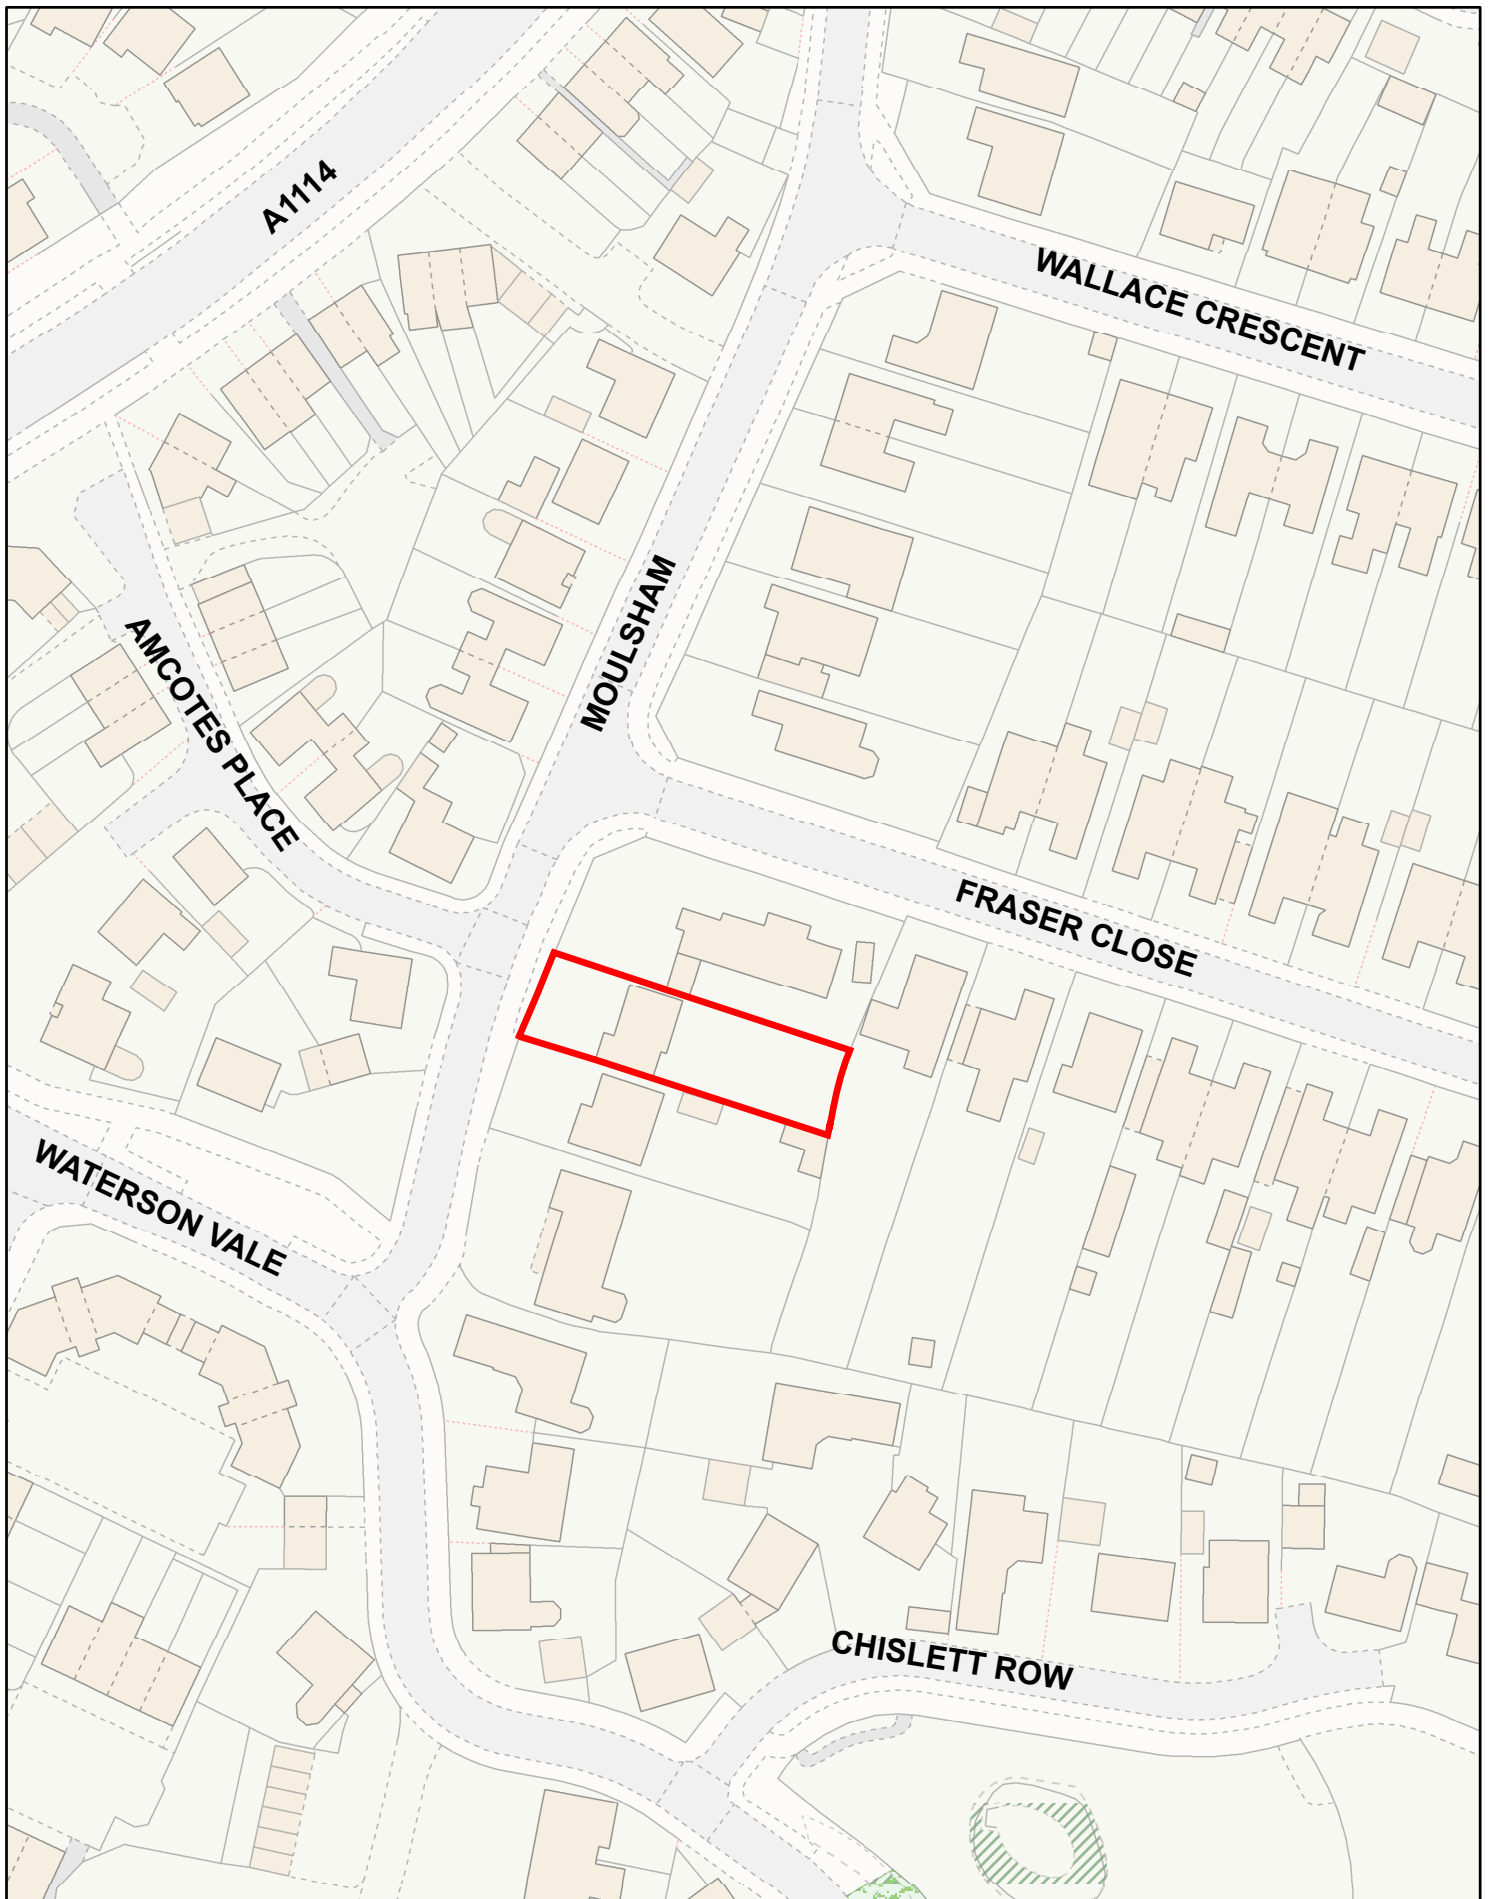 A1114
WALLACE CRESCENT
MOULSHAM
AMCOTES PLACE
FRASER CLOSE
WATERSON VALE
CHISLETT ROW